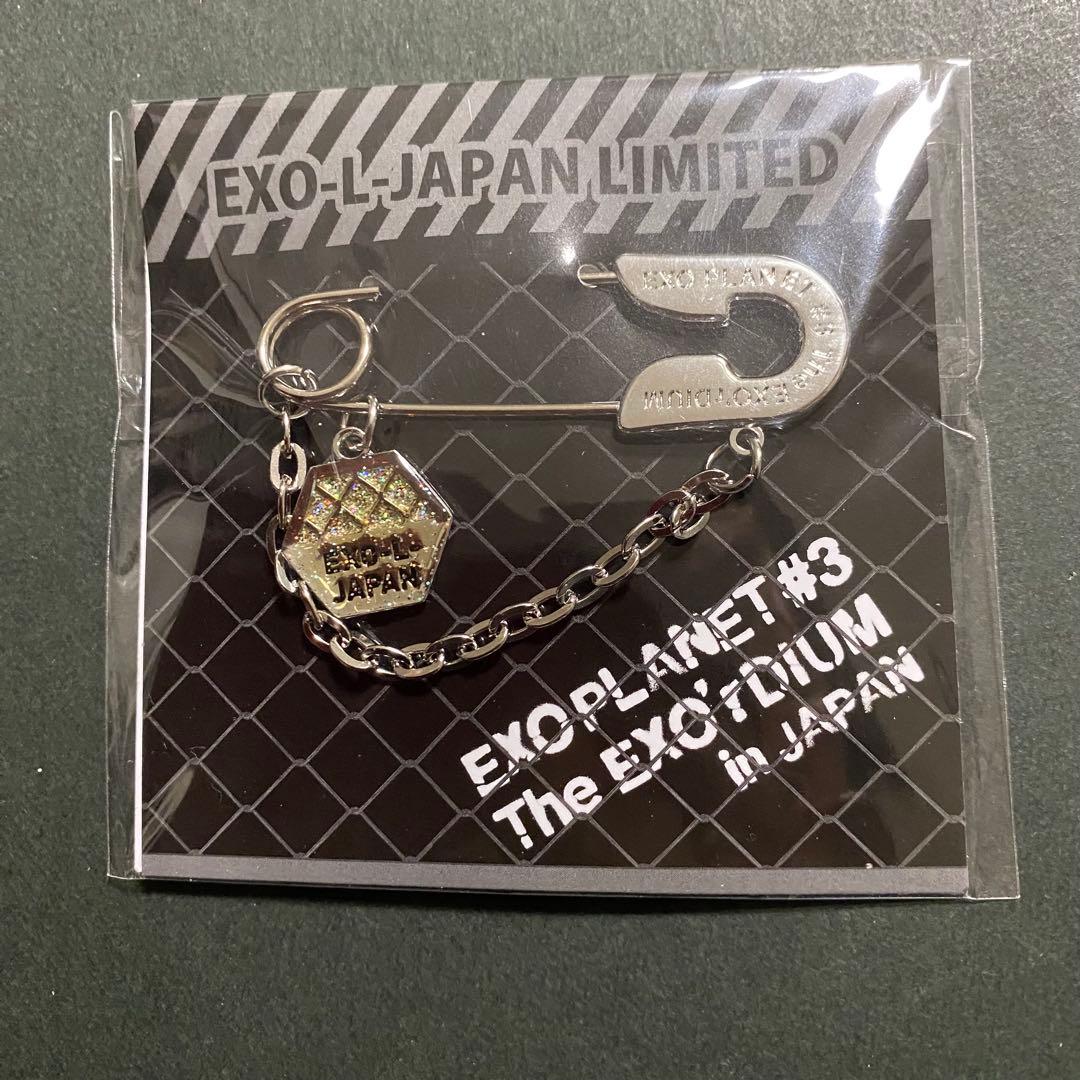 EXO-L-JAPAN LIMITED
EXO PLANET #3 The EXO'rDIUM
EXO-L-
JAPAN
EXO PLANET #3
The EXO'rDIUM
in JAPAN